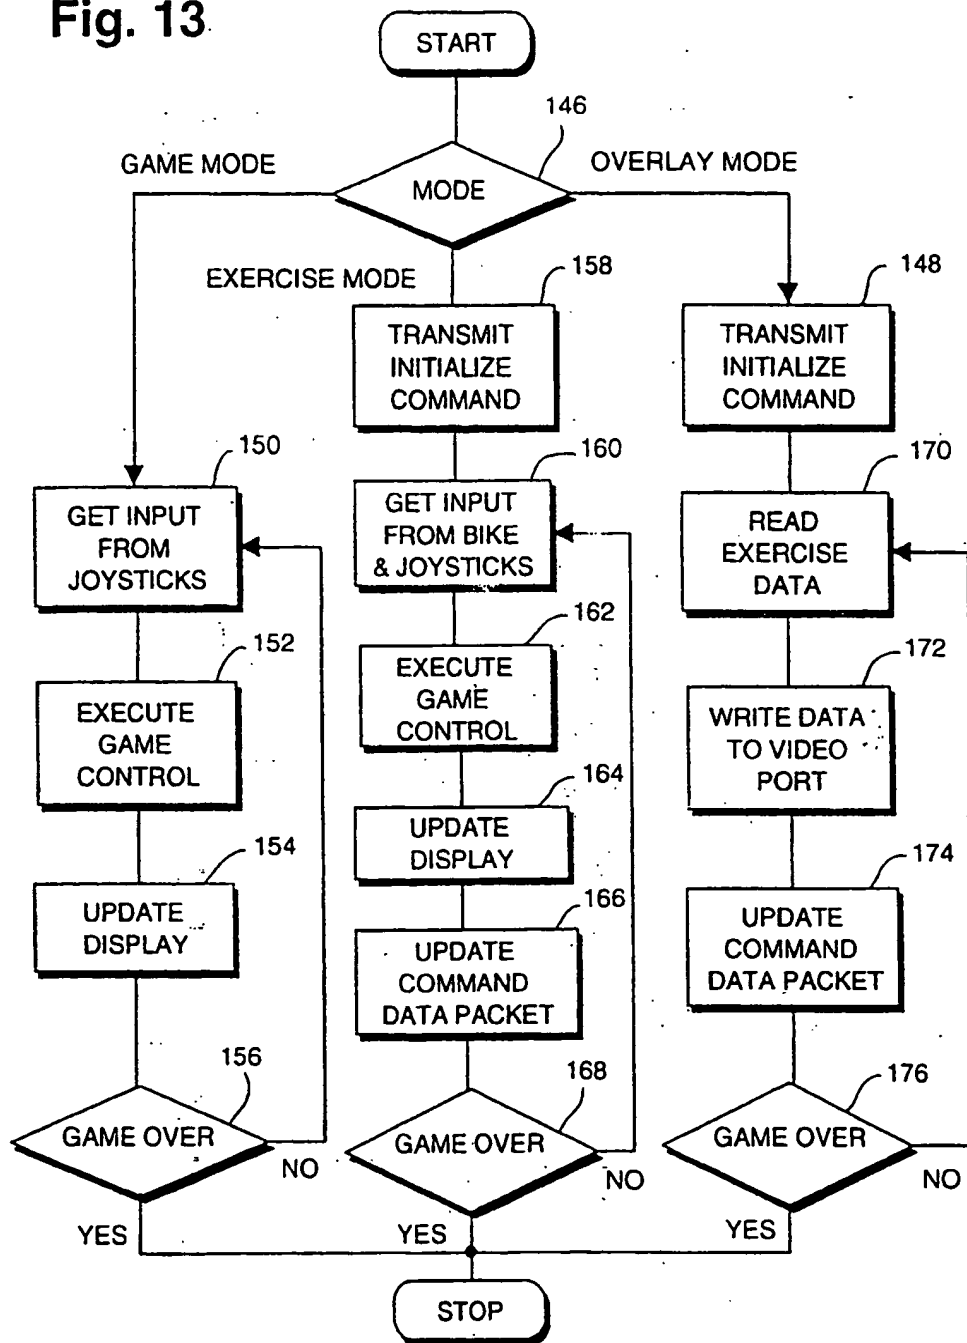 Fig. 13
START
146
GAME MODE
OVERLAY MODE
MODE
EXERCISE MODE
158
TRANSMIT
INITIALIZE
COMMAND
148
TRANSMIT
INITIALIZE
COMMAND
150
GET INPUT
FROM
JOYSTICKS
160
GET INPUT
FROM BIKE
& JOYSTICKS
170
READ
EXERCISE
DATA
152
EXECUTE
GAME
CONTROL
162
EXECUTE
GAME
CONTROL
172
WRITE DATA
TO VIDEO
PORT
154
UPDATE
DISPLAY
164
UPDATE
DISPLAY
166
UPDATE
COMMAND
DATA PACKET
174
UPDATE
COMMAND
DATA PACKET
156
GAME OVER
NO
YES
168
GAME OVER
NO
YES
176
GAME OVER
NO
YES
STOP